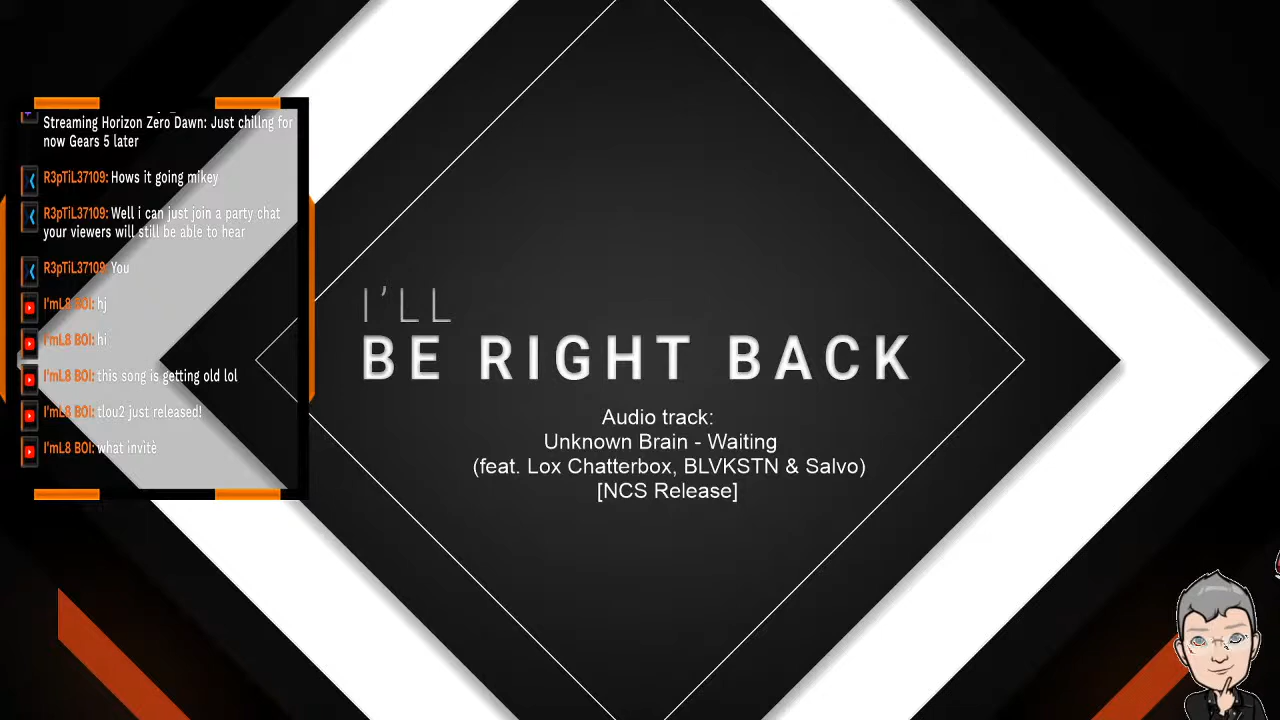 Streaming Horizon Zero Dawn: Just chillng for
now Gears 5 later
R3pTiL37109: Hows it going mikey
R3pTiL37109: Well i can just join a party chat
your viewers will still be able to hear
R3pTiL37109: You
I'mL8 BOI: hj
I'mL8 BOI: hi
I'mL8 BOI: this song is getting old lol
I'mL8 BOI: tlou2 just released!
I'mL8 BOI: what invitè
I'LL
BE RIGHT BACK
Audio track:
Unknown Brain - Waiting
(feat. Lox Chatterbox, BLVKSTN & Salvo)
[NCS Release]